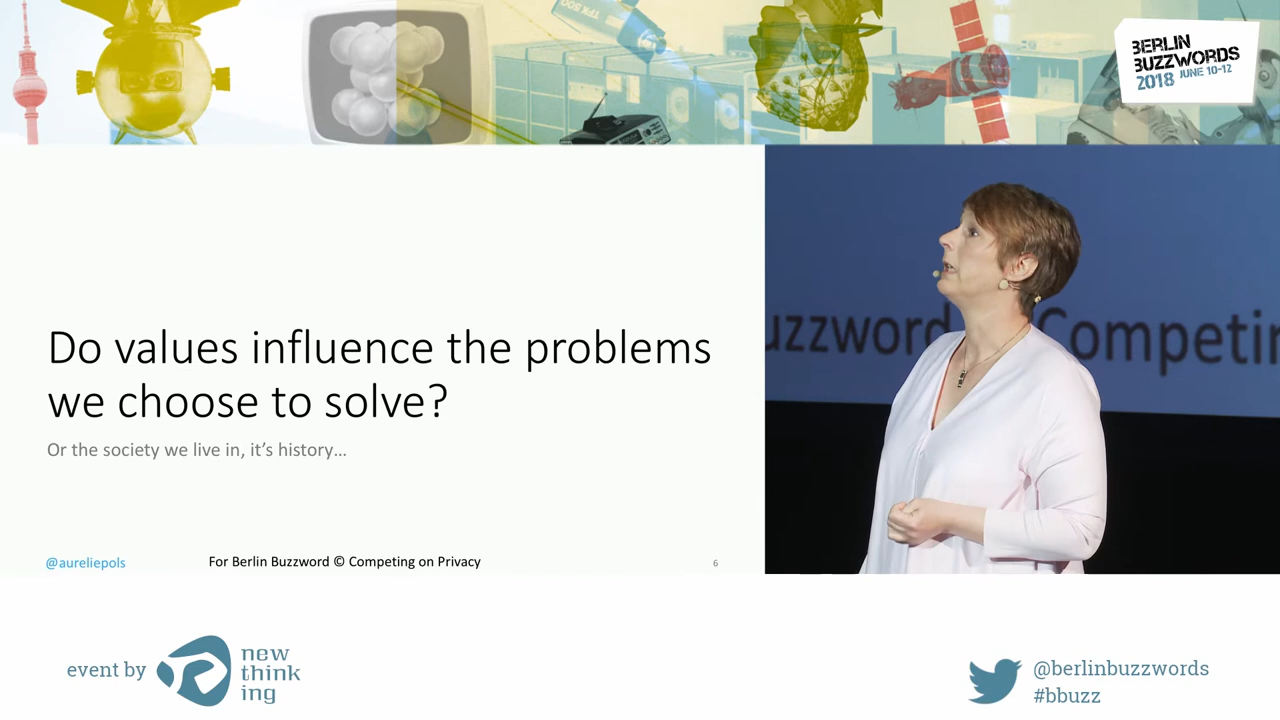 TFK 500
BERLIN
BUZZWORDS
2018 JUNE 10-12
Do values influence the problems
we choose to solve?
Or the society we live in, it's history...
uzzword
Competin
@aureliepols
For Berlin Buzzword © Competing on Privacy
6
event by
new
think
ing
@berlinbuzzwords
#bbuzz